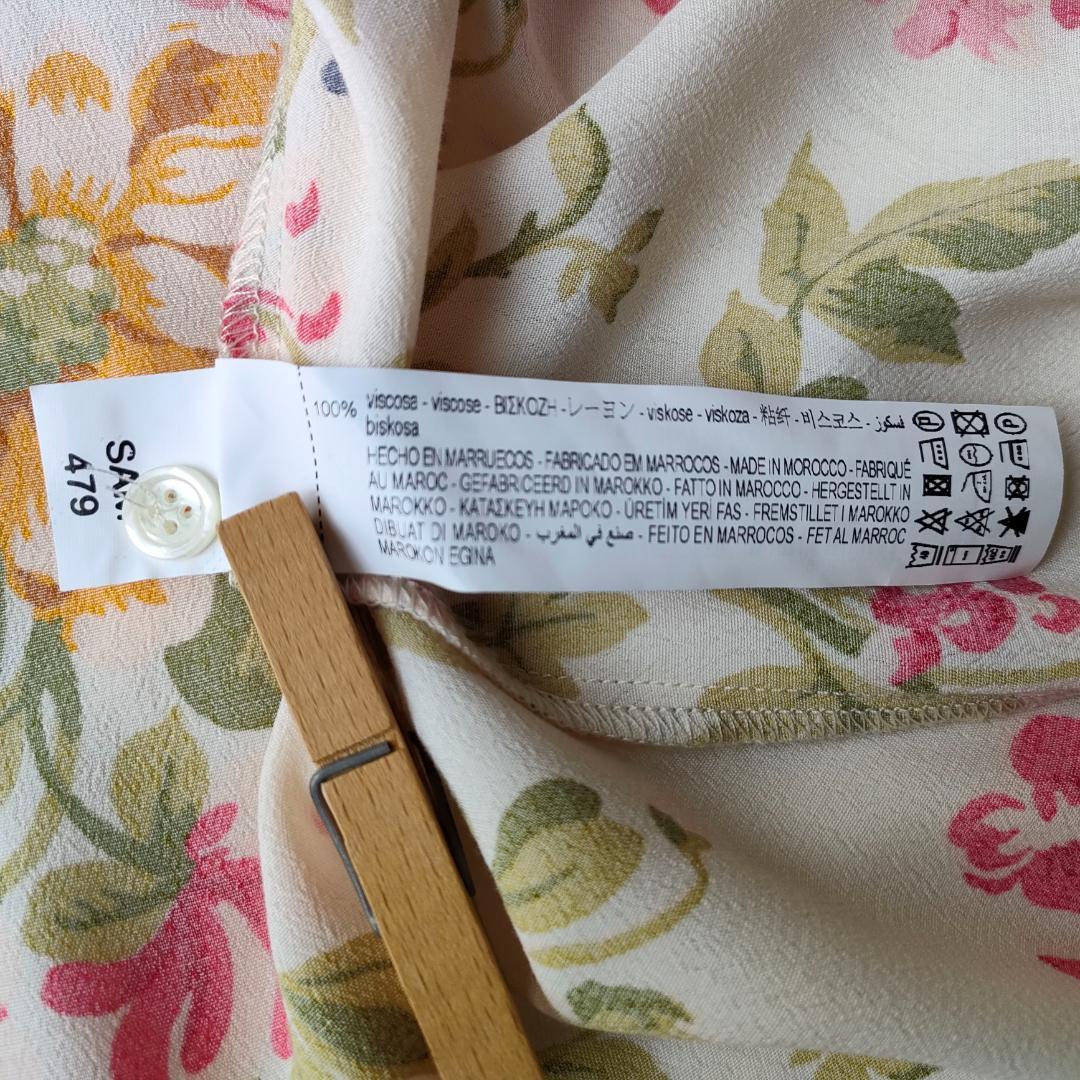 100% viscosa - viscose - ΒΙΣΚΟΖΗ - レーヨン - viskose - viskoza - 粘纤 - 비스코스 - فسكوز
biskosa
HECHO EN MARRUECOS - FABRICADO EM MARROCOS - MADE IN MOROCCO - FABRIQUÉ
AU MAROC - GEFABRICEERD IN MAROKKO - FATTO IN MAROCCO - HERGESTELLT IN
MAROKKO - ΚΑΤΑΣΚΕΥΗ ΜΑΡΟΚΟ - ÜRETİM YERİ FAS - FREMSTILLET I MAROKKO
DIBUAT DI MAROKO - صنع في المغرب - FEITO EN MARROCOS - FET AL MARROC
MAROKON EGINA
479